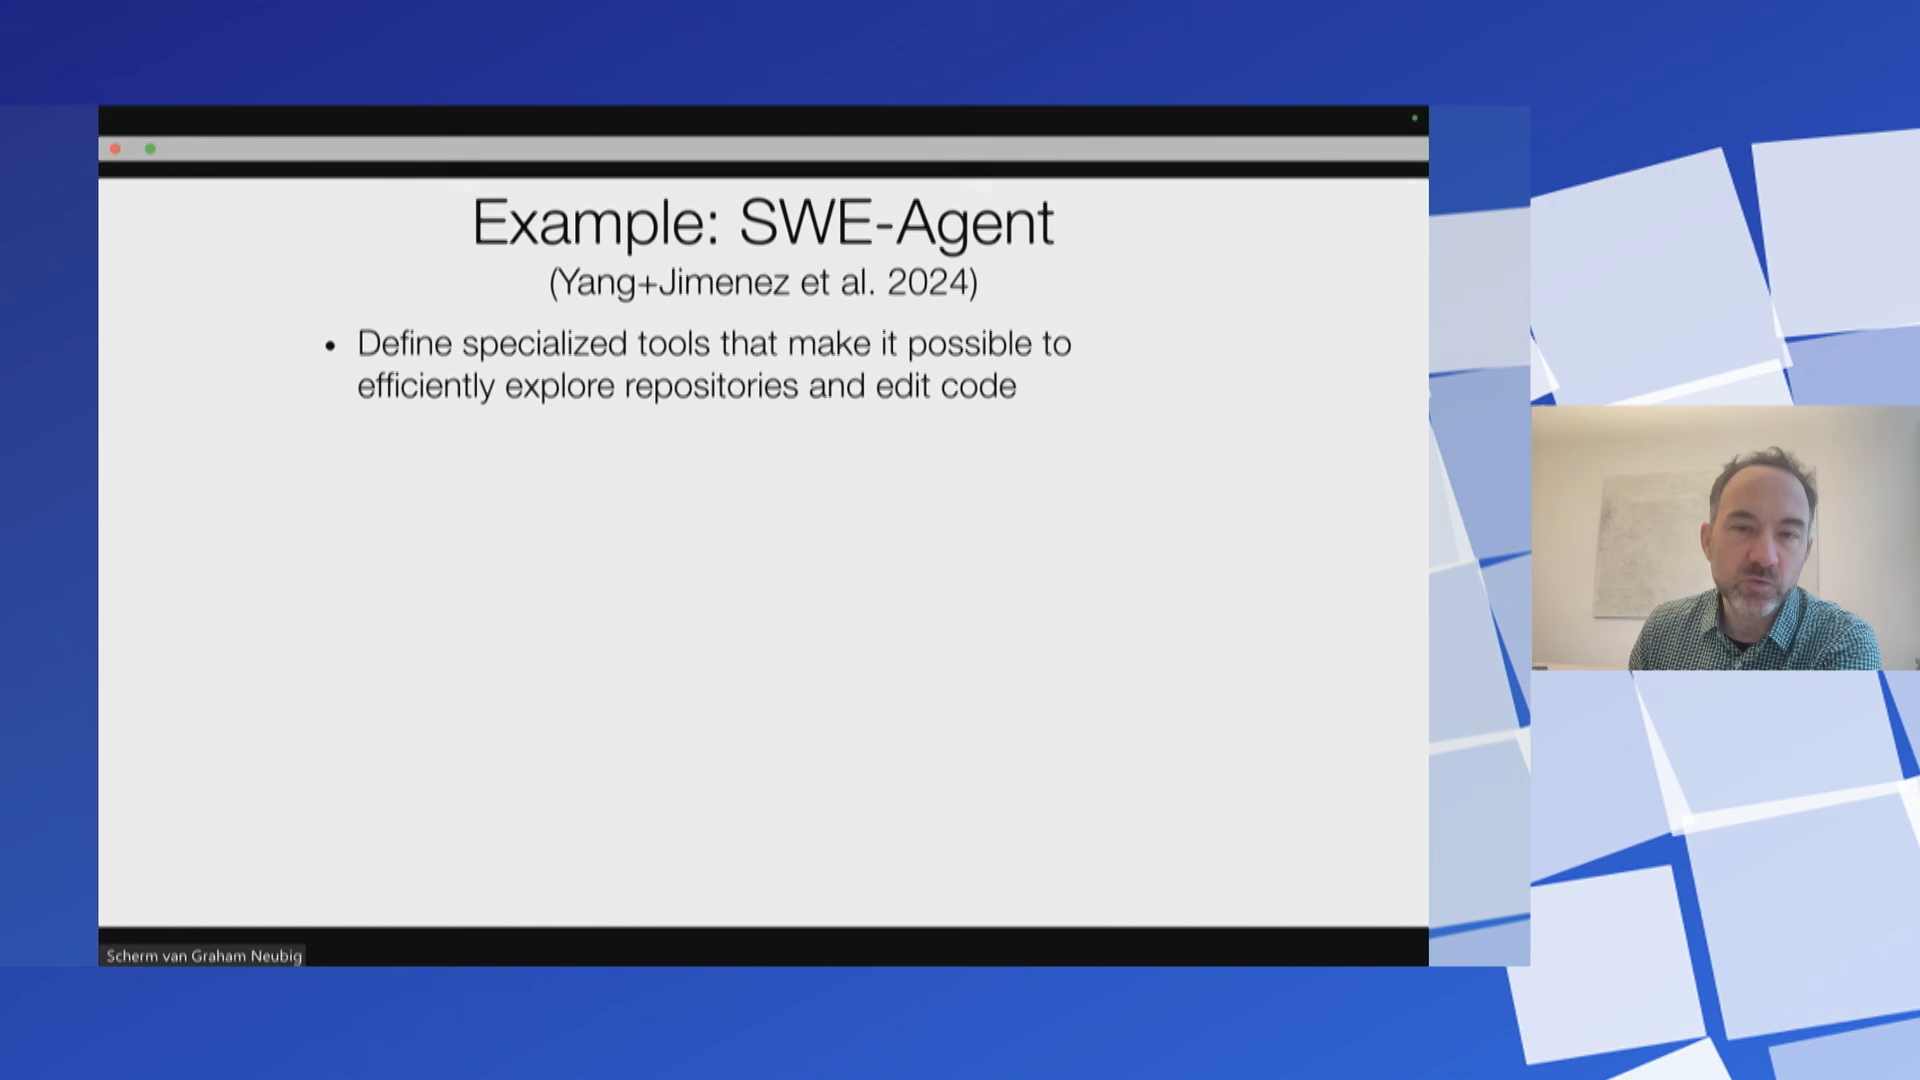 Example: SWE-Agent
(Yang+Jimenez et al. 2024)
• Define specialized tools that make it possible to
efficiently explore repositories and edit code
Scherm van Graham Neubig